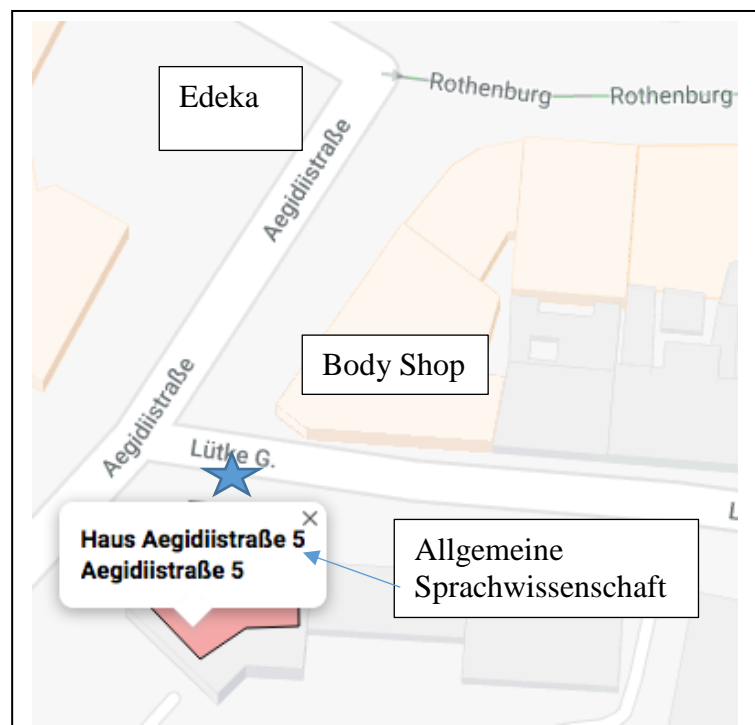 Edeka
Rothenburg
Rothenburg
Aegidiistraße
Body Shop
Aegidiistraße
Lütke G.
L
Haus Aegidiistraße 5
Aegidiistraße 5
Allgemeine
Sprachwissenschaft